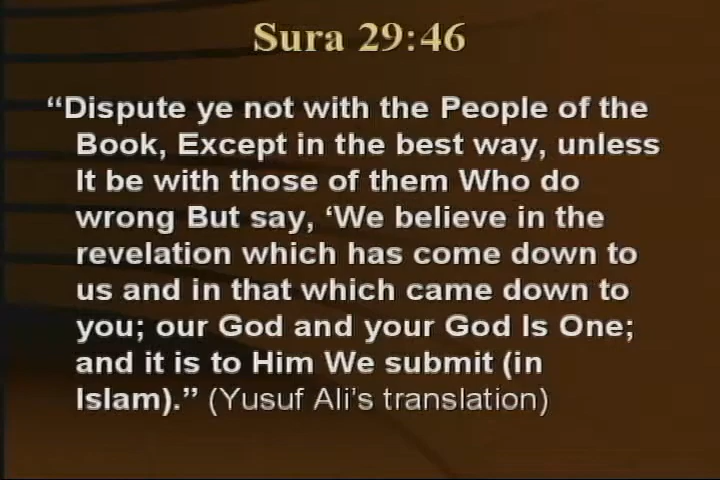 Sura 29:46
“Dispute ye not with the People of the
Book, Except in the best way, unless
It be with those of them Who do
wrong But say, ‘We believe in the
revelation which has come down to
us and in that which came down to
you; our God and your God Is One;
and it is to Him We submit (in
Islam).” (Yusuf Ali’s translation)